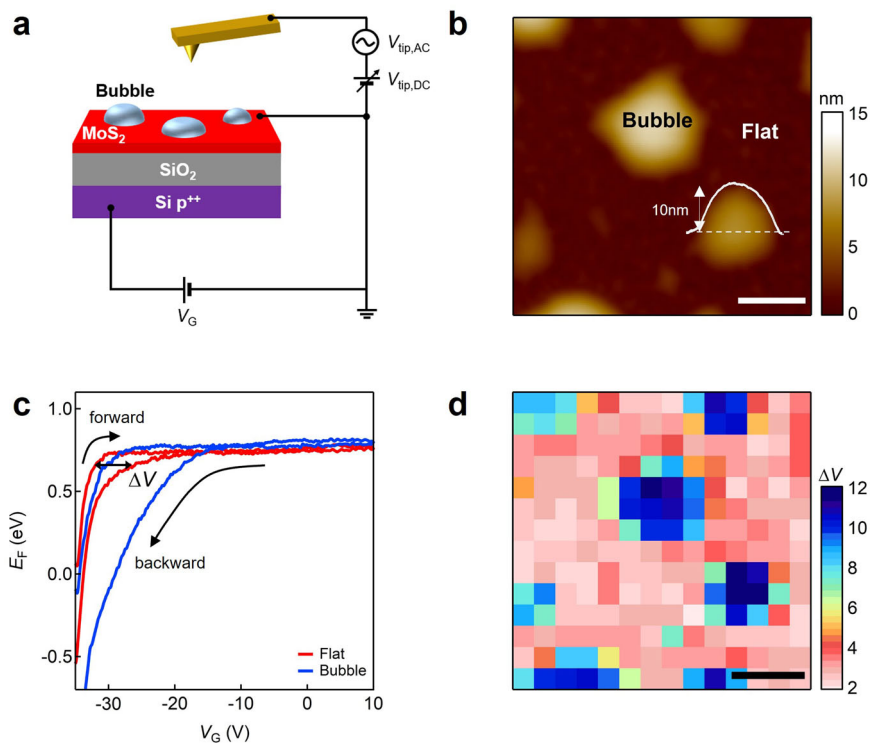 a
V_tip,AC
V_tip,DC
Bubble
MoS₂
SiO₂
Si p⁺⁺
V_G
b
nm
15
10
5
0
Bubble
Flat
10nm
c
forward
ΔV
backward
Flat
Bubble
1.0
0.5
0.0
-0.5
E_F (eV)
-30
-20
-10
0
10
V_G (V)
d
ΔV
12
10
8
6
4
2